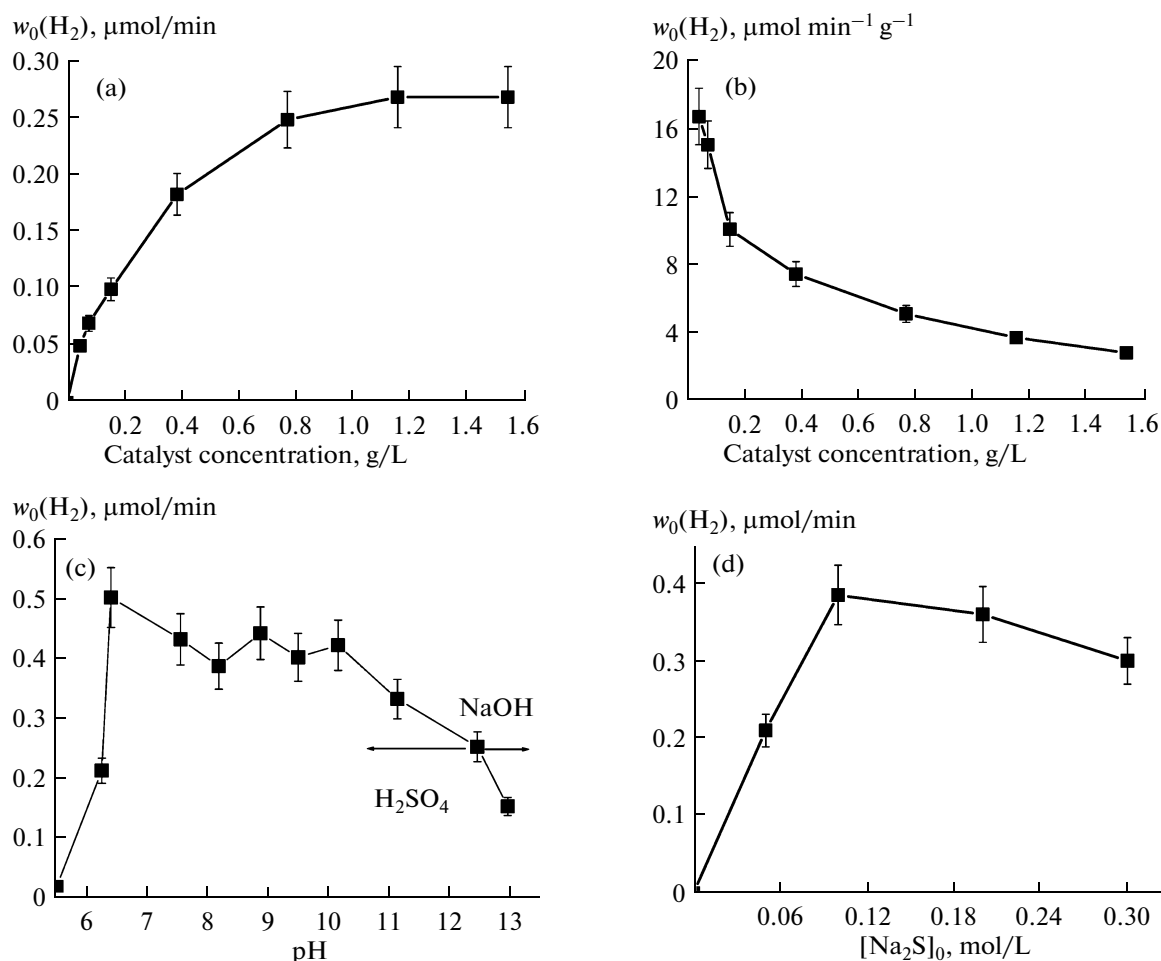 w₀(H₂), μmol/min
0.30
0.25
0.20
0.15
0.10
0.05
0
(a)
0.2 0.4 0.6 0.8 1.0 1.2 1.4 1.6
Catalyst concentration, g/L
w₀(H₂), μmol min⁻¹ g⁻¹
20
16
12
8
4
0
(b)
0.2 0.4 0.6 0.8 1.0 1.2 1.4 1.6
Catalyst concentration, g/L
w₀(H₂), μmol/min
0.6
0.5
0.4
0.3
0.2
0.1
0
(c)
NaOH
H₂SO₄
6 7 8 9 10 11 12 13
pH
w₀(H₂), μmol/min
0.4
0.3
0.2
0.1
0
(d)
0.06 0.12 0.18 0.24 0.30
[Na₂S]₀, mol/L